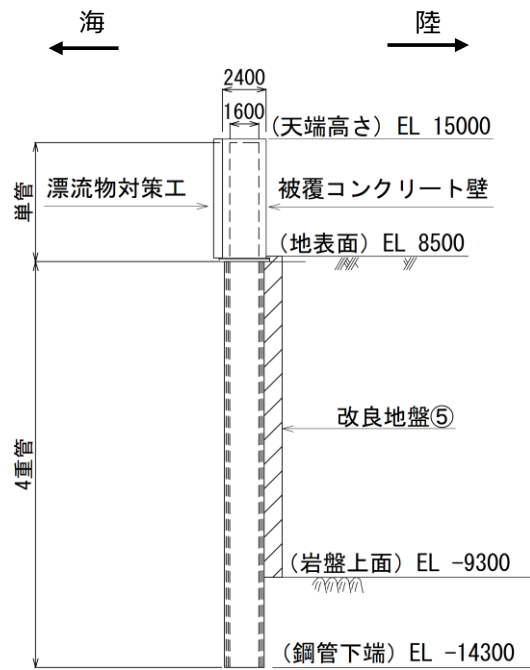 海
陸
2400
1600
(天端高さ) EL 15000
単管
漂流物対策工
被覆コンクリート壁
(地表面) EL 8500
4重管
改良地盤⑤
(岩盤上面) EL -9300
(鋼管下端) EL -14300